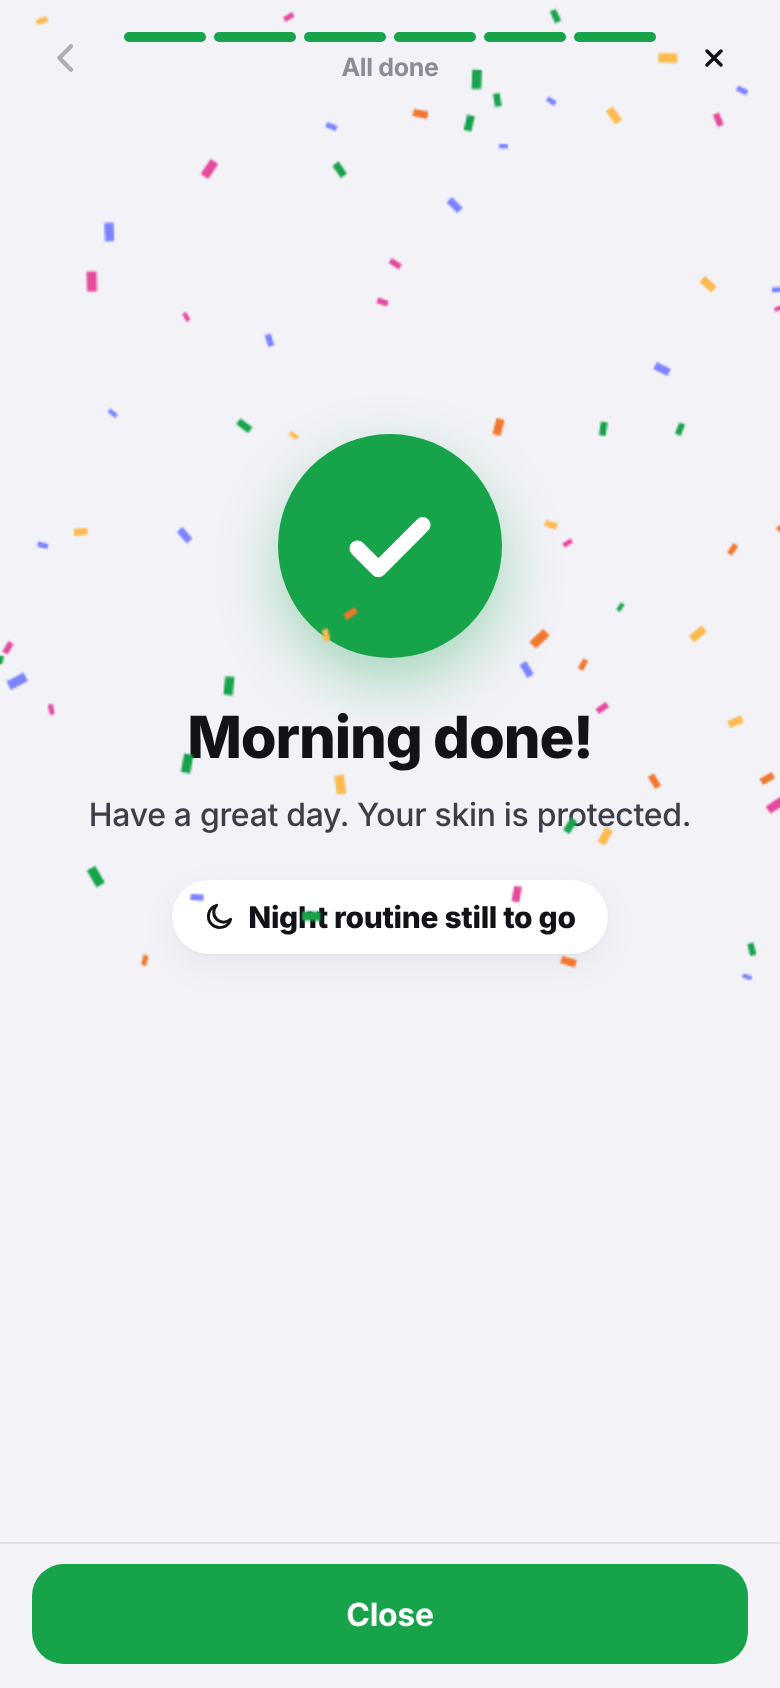 All done
Morning done!
Have a great day. Your skin is protected.
Night routine still to go
Close